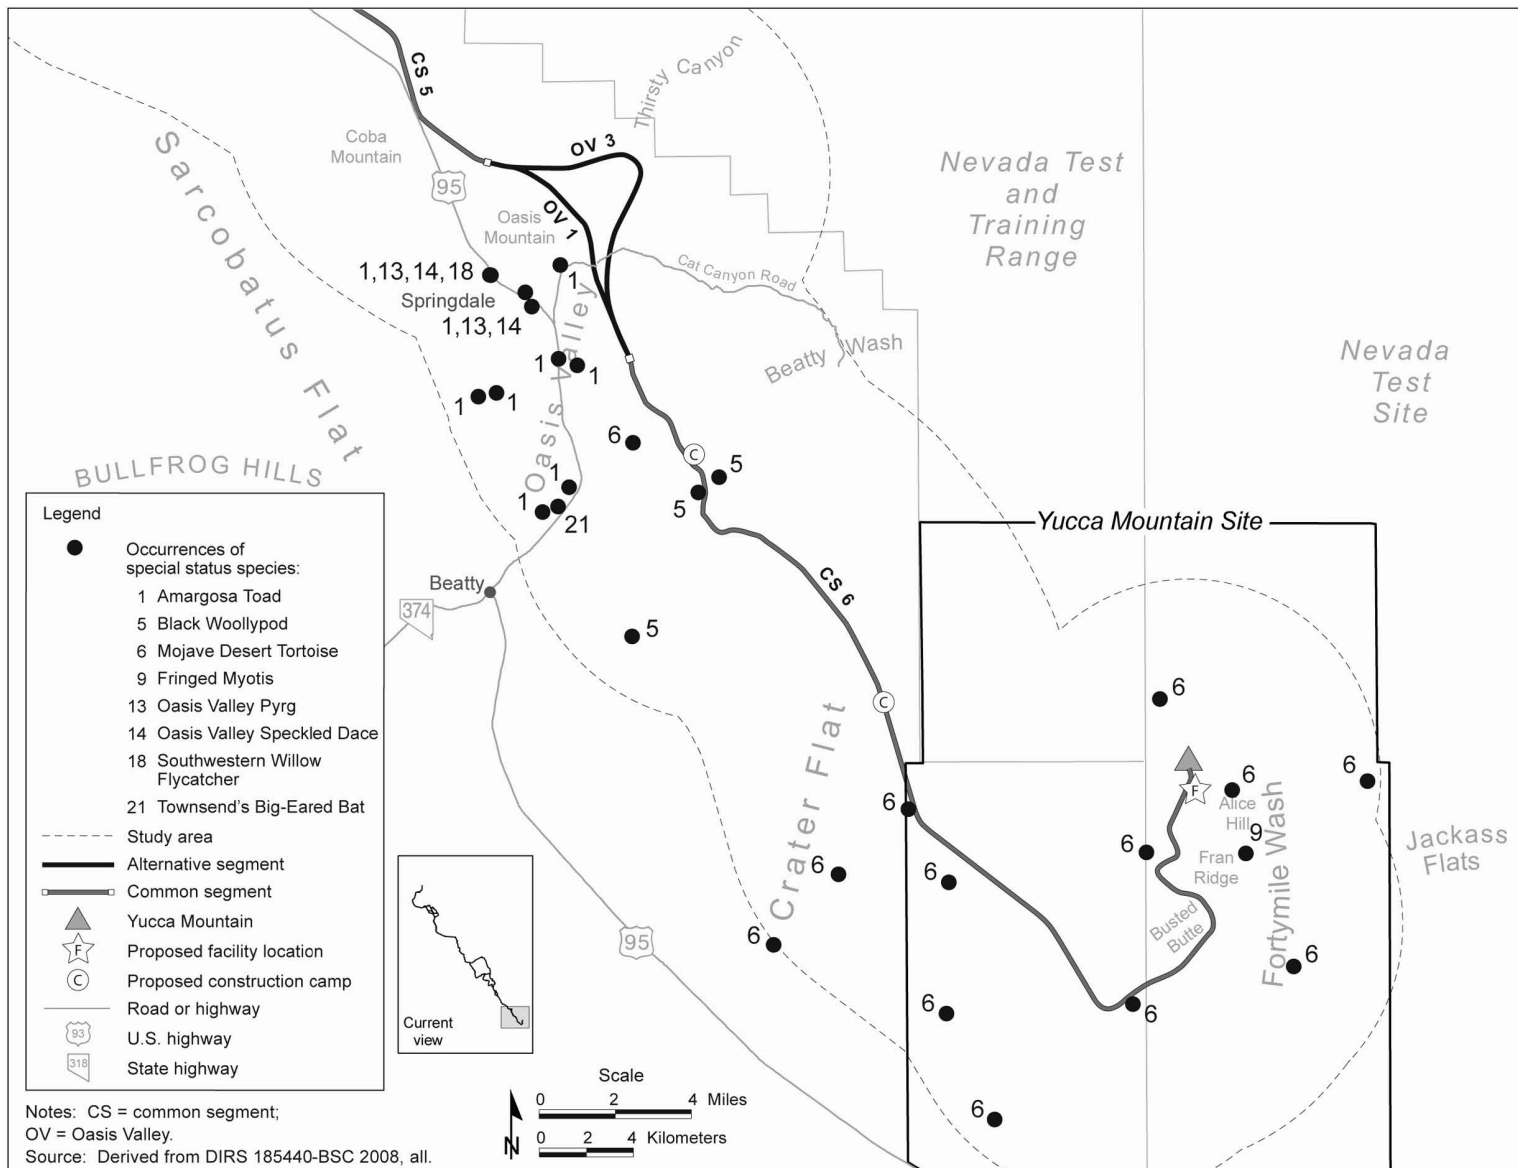 CS 5
Thirsty Canyon
Coba
Mountain
OV 3
95
OV 1
Oasis
Mountain
Sarcobatus Flat
Nevada Test
and
Training
Range
Cat Canyon Road
1,13,14,18
1
Springdale
1,13,14
Oasis Valley
Beatty Wash
Nevada
Test
Site
1
1
1
1
6
C
5
5
BULLFROG HILLS
1
1
21
Yucca Mountain Site
Beatty
374
CS 6
5
C
6
F
6
Alice
Hill
6
6
9
6
Fran
Ridge
Jackass
Flats
Crater Flat
6
6
Busted
Butte
Fortymile Wash
6
6
6
6
95
6
Legend
Occurrences of
special status species:
1 Amargosa Toad
5 Black Woollypod
6 Mojave Desert Tortoise
9 Fringed Myotis
13 Oasis Valley Pyrg
14 Oasis Valley Speckled Dace
18 Southwestern Willow
Flycatcher
21 Townsend's Big-Eared Bat
Study area
Alternative segment
Common segment
Yucca Mountain
F Proposed facility location
C Proposed construction camp
Road or highway
93 U.S. highway
318 State highway
Current
view
Scale
0 2 4 Miles
0 2 4 Kilometers
N
Notes: CS = common segment;
OV = Oasis Valley.
Source: Derived from DIRS 185440-BSC 2008, all.